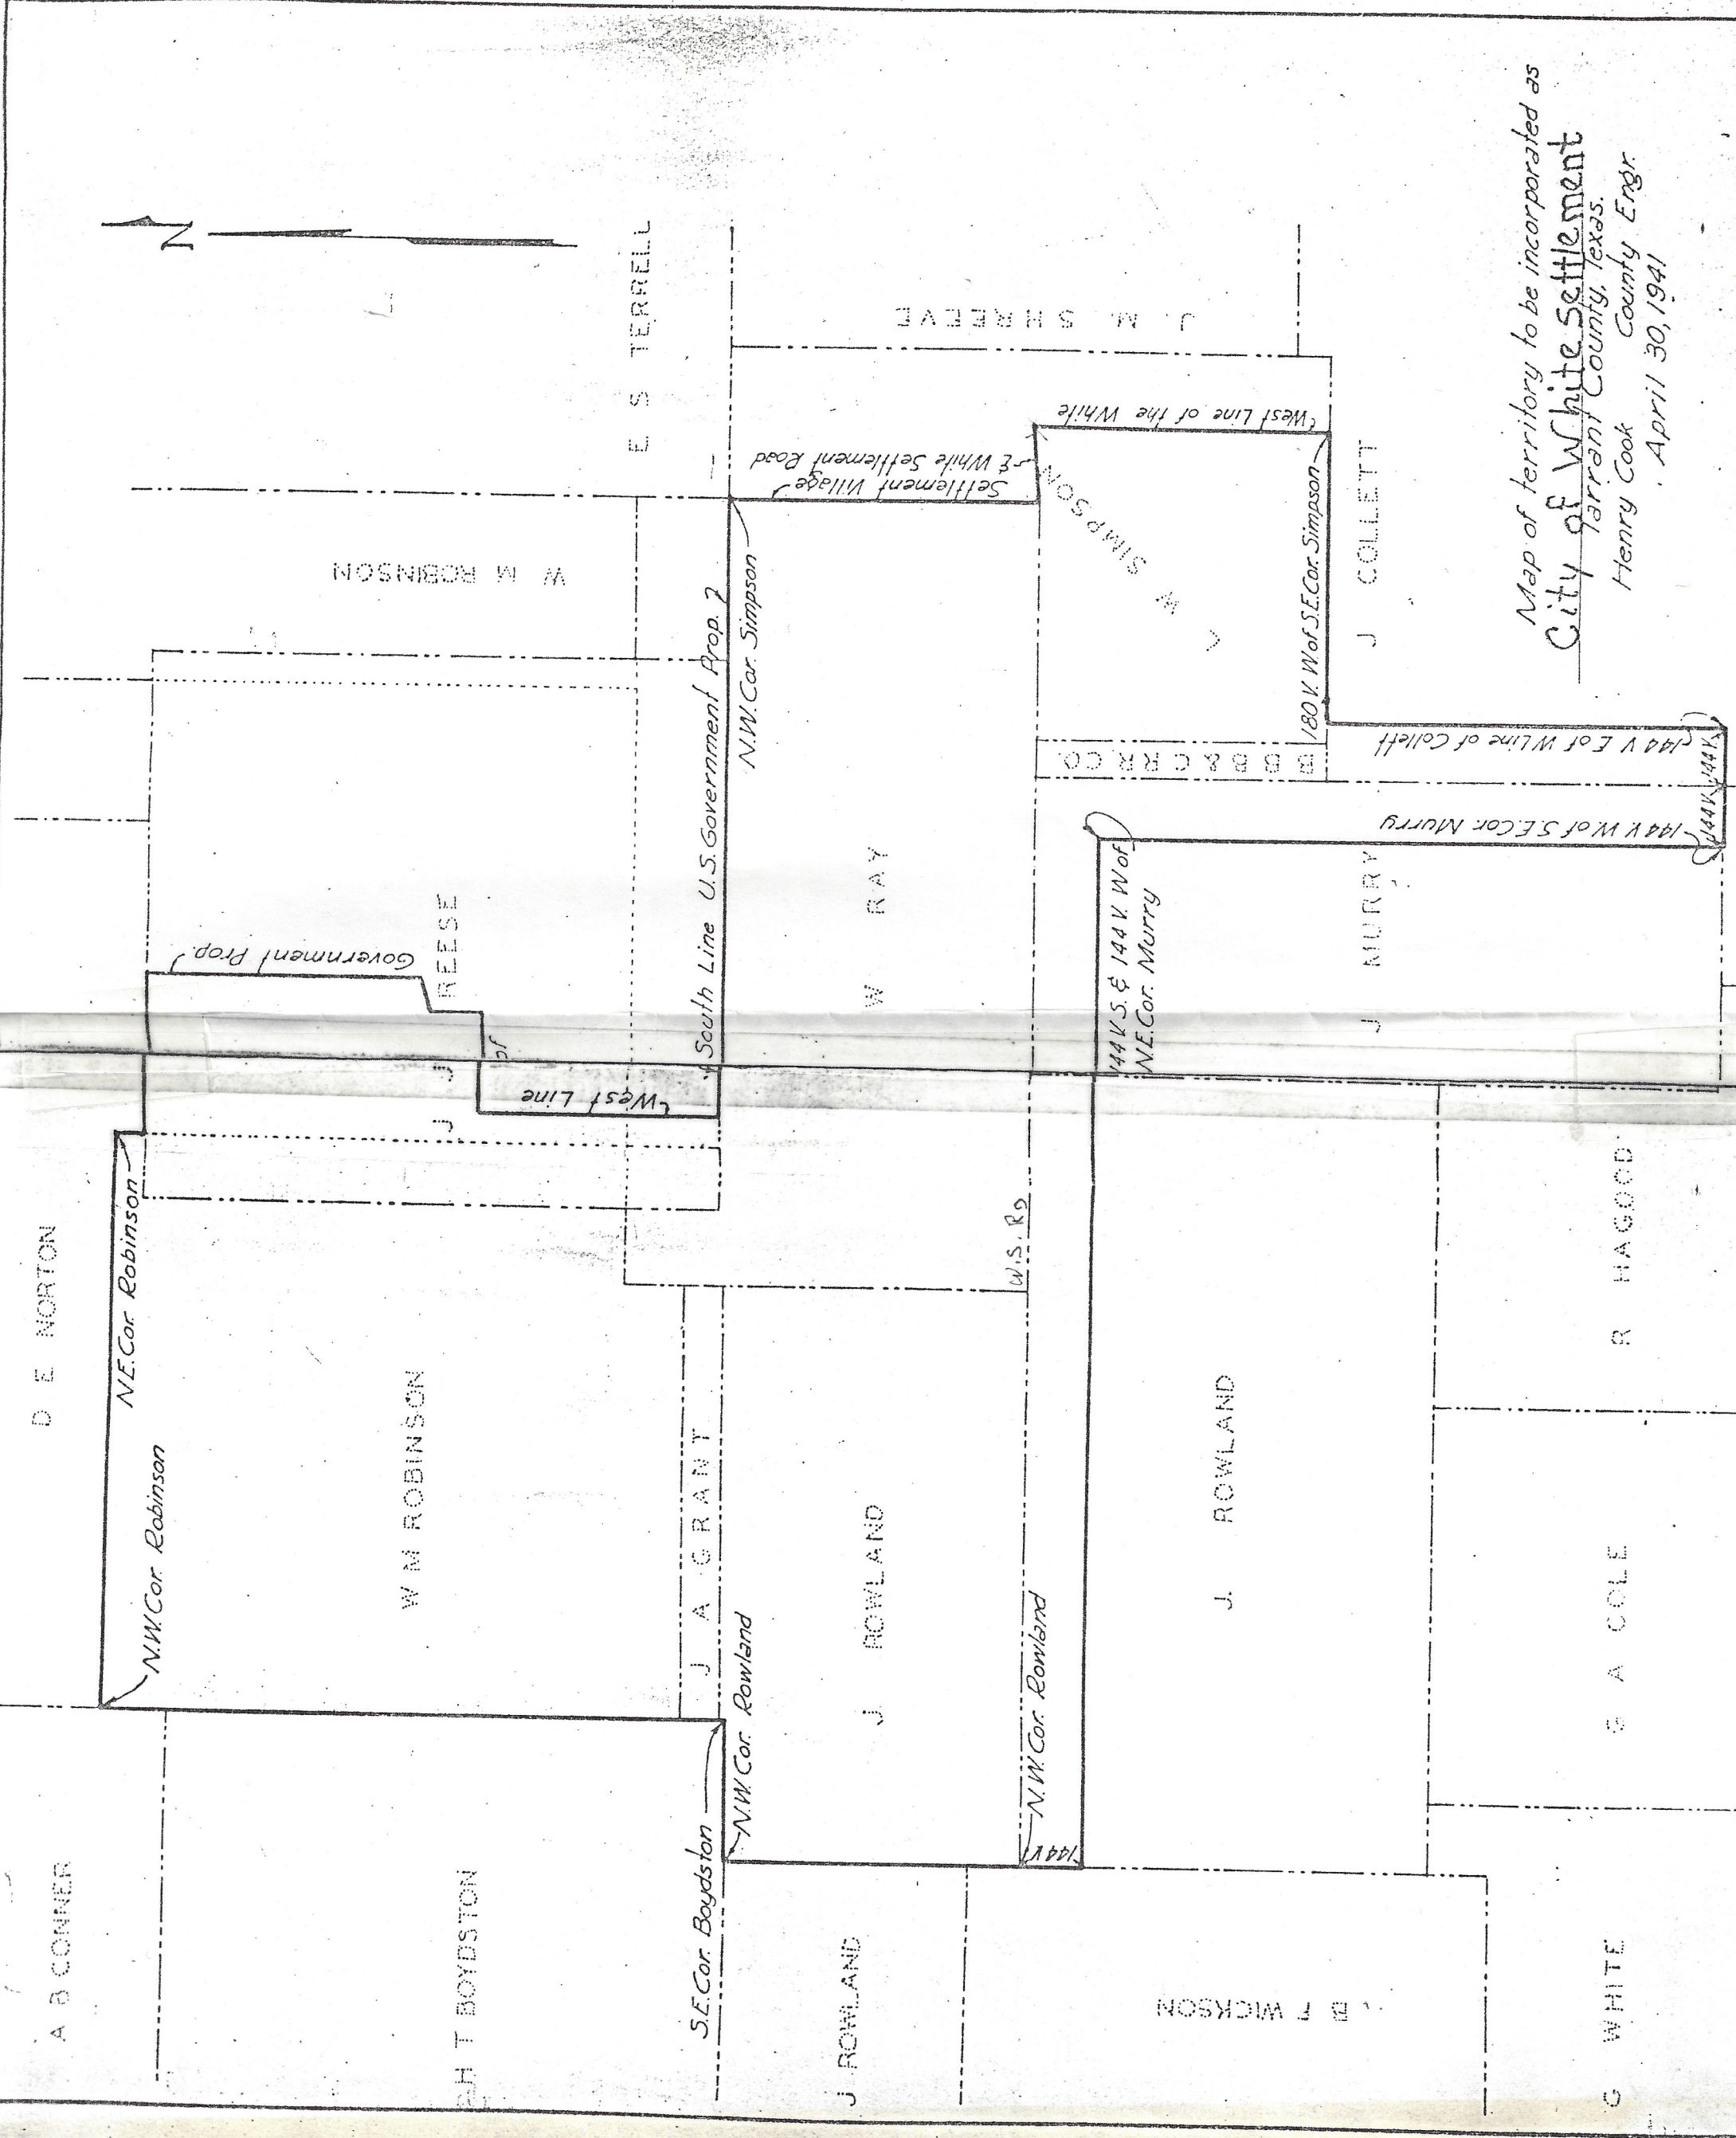 Map of territory to be incorporated as
City of White Settlement
Tarrant County, Texas.
Henry Cook County Engr.
April 30, 1941
N
A B CONNER
D E NORTON
N.W. Cor. Robinson
N.E. Cor. Robinson
Government Prop.
H T BOYDSTON
W M ROBINSON
J J REESE
of
West Line
W M ROBINSON
E S TERRELL
J A GRANT
S.E. Cor. Boydston
N.W. Cor. Rowland
South Line U.S. Government Prop.
N.W. Cor. Simpson
J ROWLAND
J ROWLAND
W RAY
Settlement Village
℄ White Settlement Road
J. M. SHREEVE
W.S. RD
N.W. Cor. Rowland
144 V.
144 V. S. & 144 V. W of
N.E. Cor. Murry
B B B & C RR. CO.
W SIMPSON
West Line of the White
180 V. W of S.E. Cor. Simpson
B F WICKSON
J. ROWLAND
J MURRY
144 V. W. of S.E. Cor. Murry
144 V E of W Line of Collett
J COLLETT
144 V.
144 V.
G WHITE
S A COLE
R HAGOOD